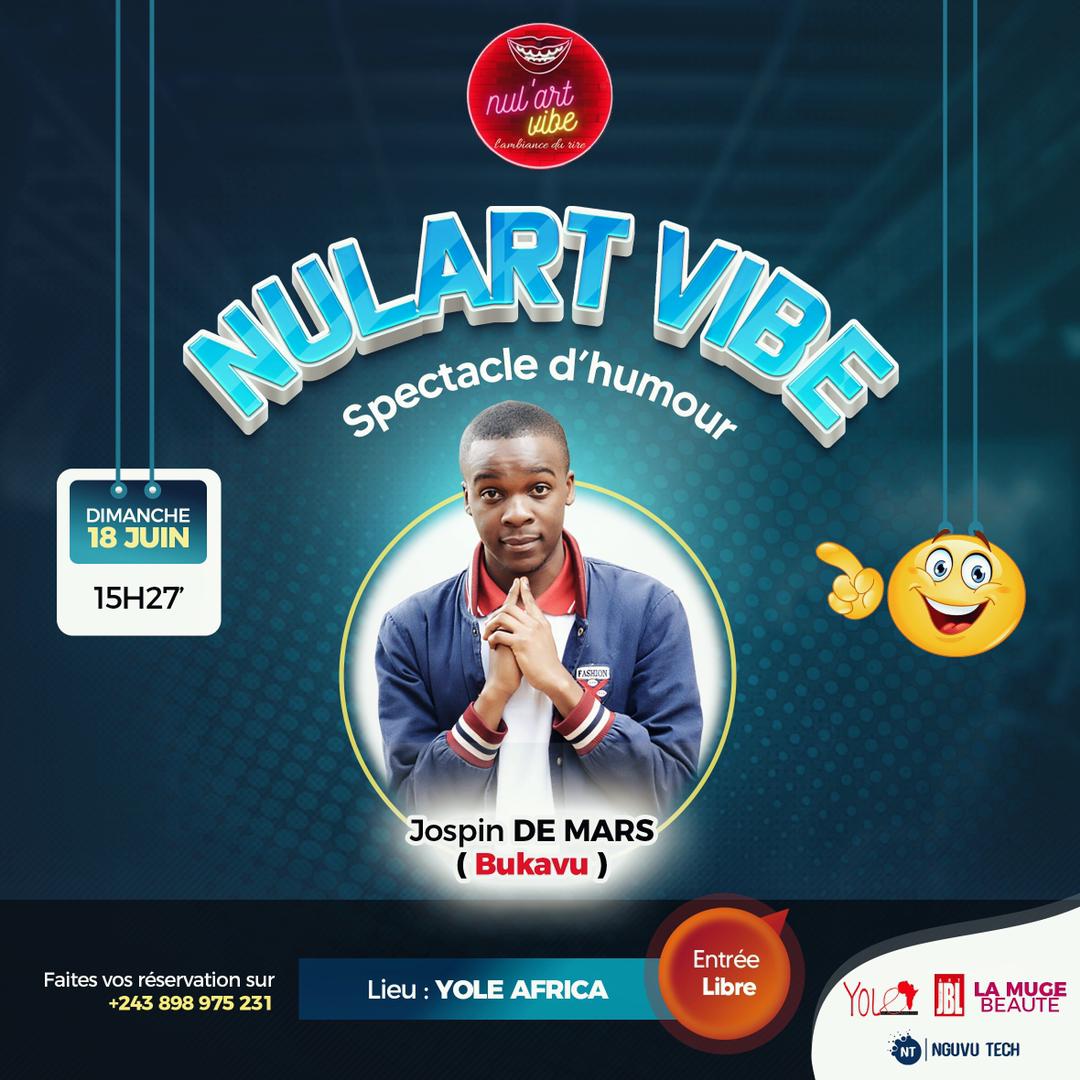 nul'art
vibe
l'ambiance du rire
NULART VIBE
Spectacle d'humour
DIMANCHE
18 JUIN
15H27'
FASHION
Jospin DE MARS
( Bukavu )
Faites vos réservation sur
+243 898 975 231
Lieu : YOLE AFRICA
Entrée
Libre
YOLE
JBL
LA MUGE
BEAUTE
NT
NGUVU TECH